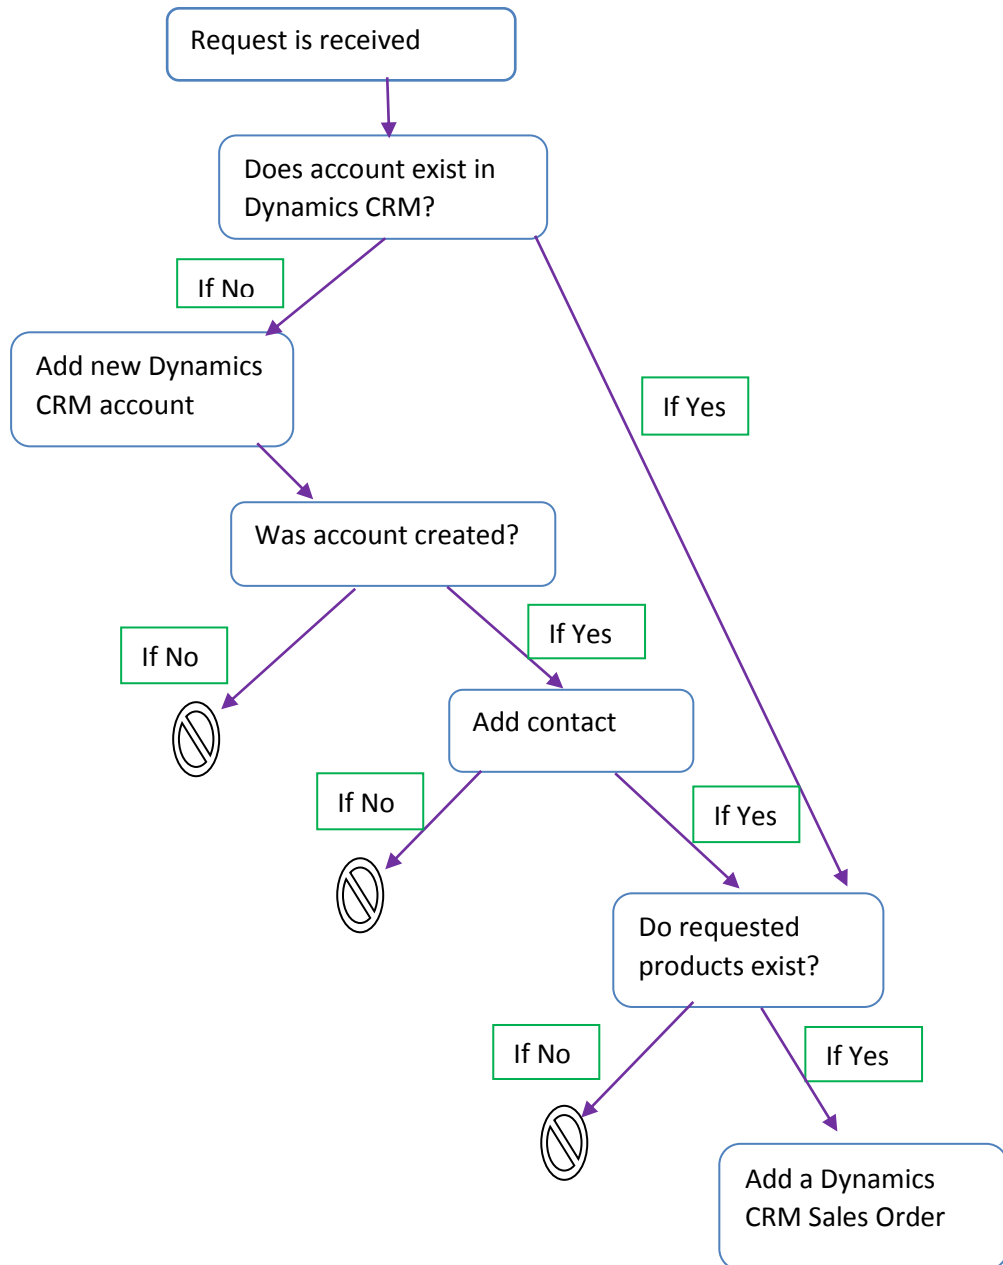 Request is received
Does account exist in
Dynamics CRM?
If No
Add new Dynamics
CRM account
If Yes
Was account created?
If Yes
If No
Add contact
If No
If Yes
Do requested
products exist?
If No
If Yes
Add a Dynamics
CRM Sales Order